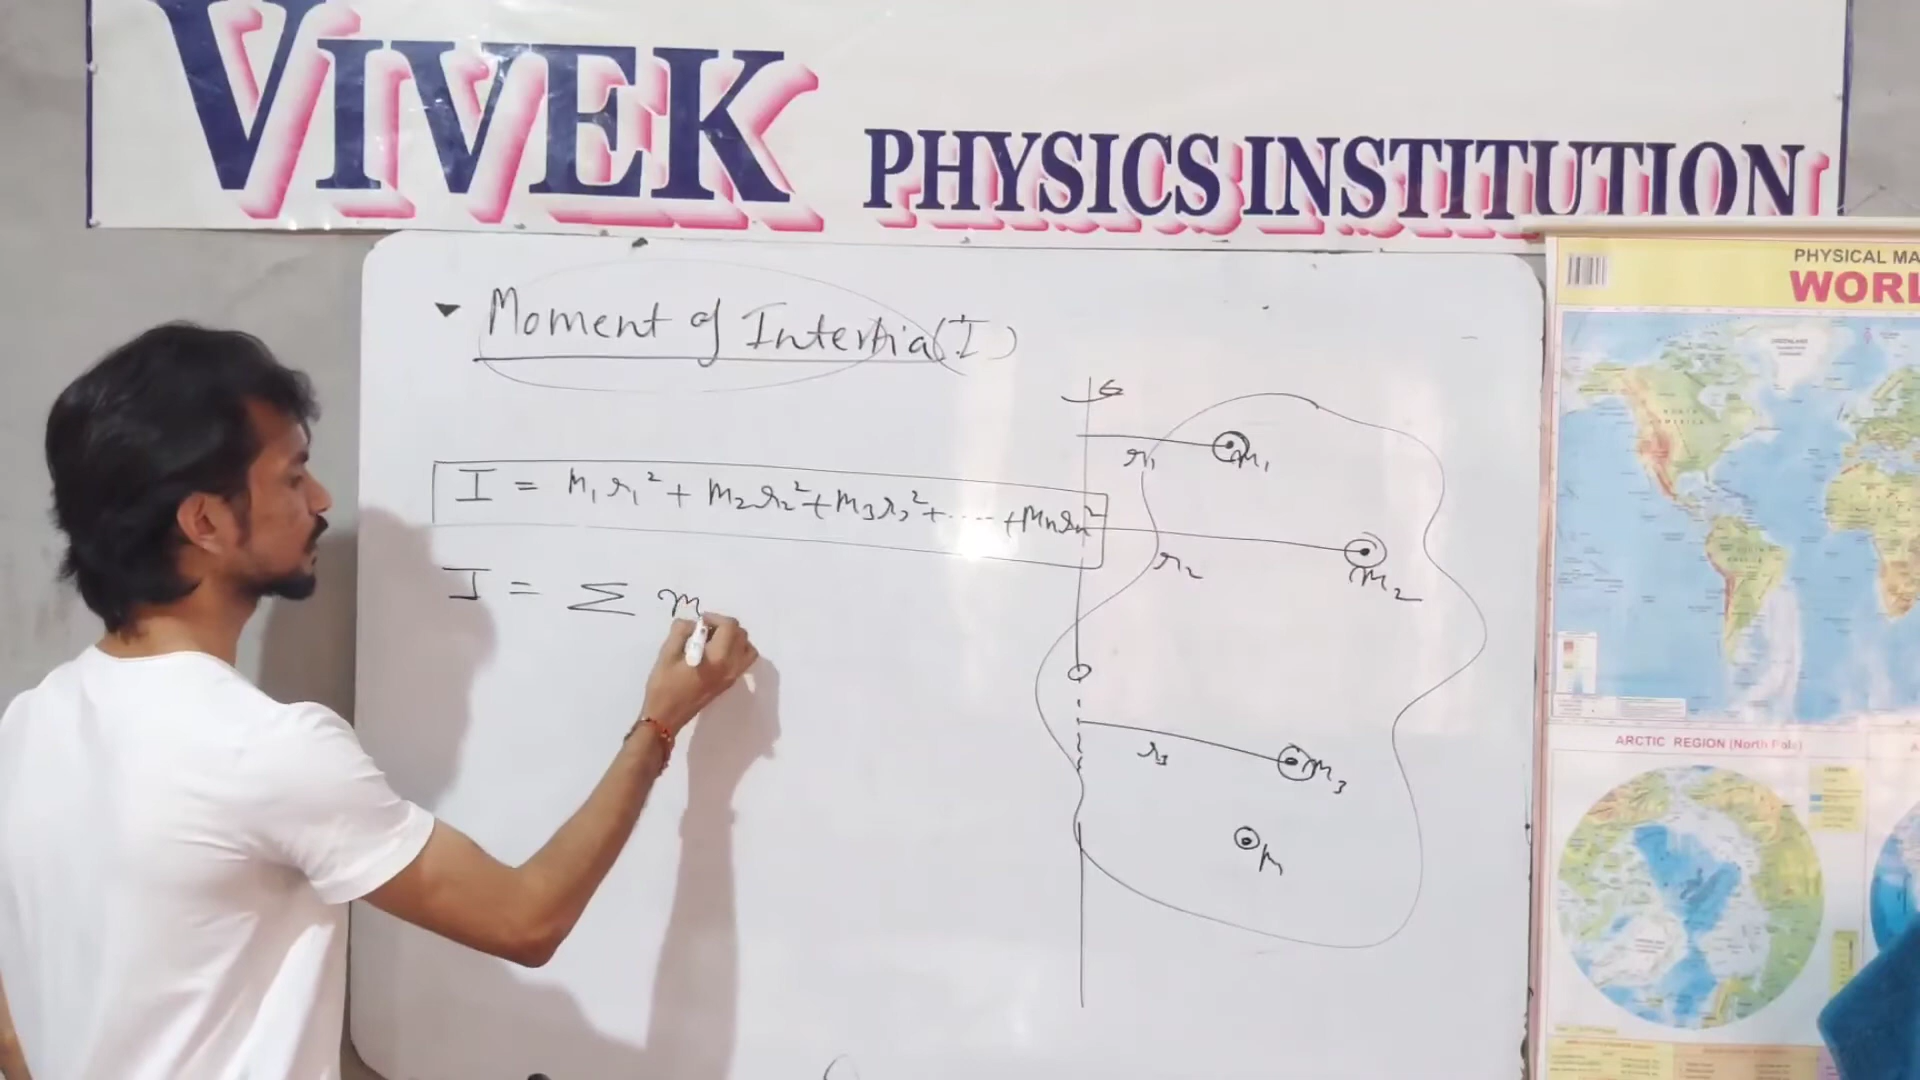 VIVEK PHYSICS INSTITUTION
PHYSICAL MA
WORL
▾ Moment of Intertia (I)
I = m₁r₁² + m₂r₂² + m₃r₃² + ..... + mₙrₙ²
I = Σ m
r₁ m₁
r₂ m₂
r₃ m₃
m
ARCTIC REGION (North Pole)